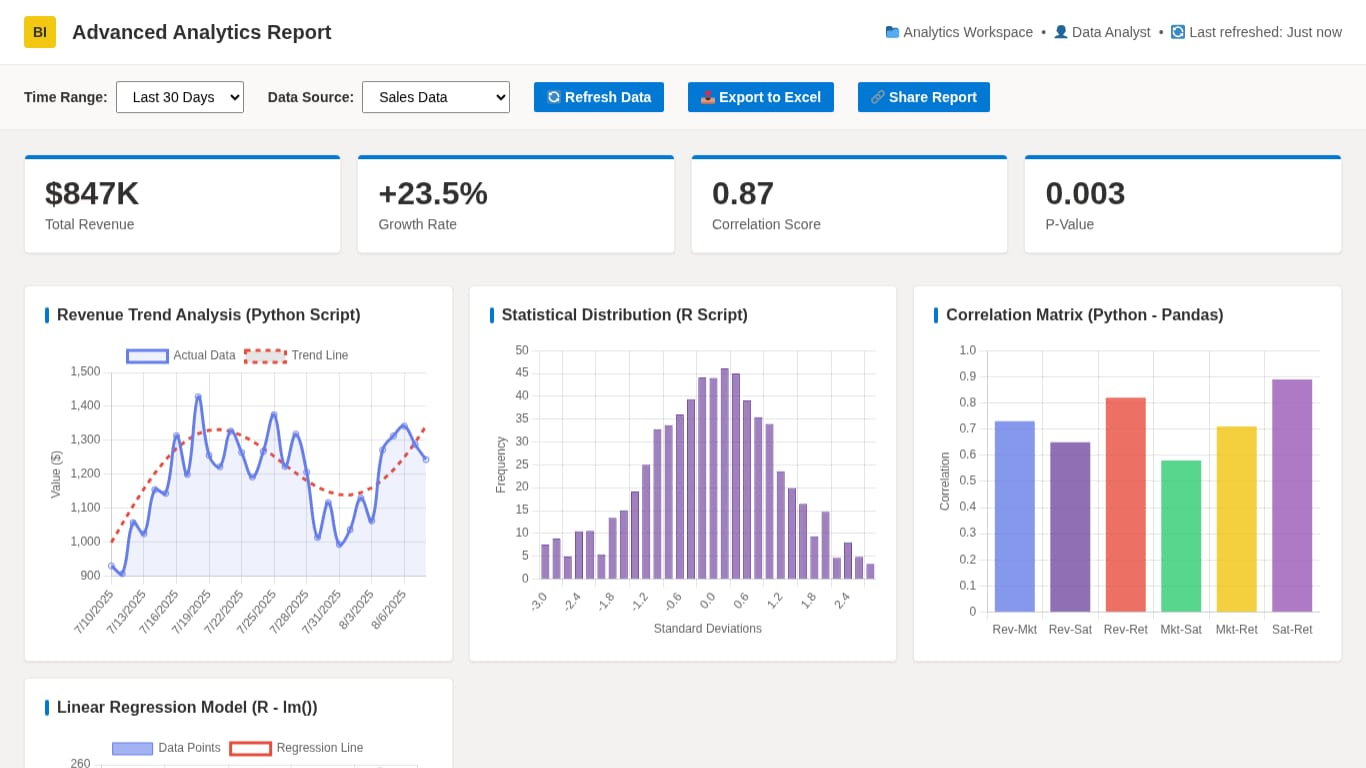 BI
Advanced Analytics Report
Analytics Workspace • Data Analyst • Last refreshed: Just now
Time Range: Last 30 Days Data Source: Sales Data Refresh Data Export to Excel Share Report
$847K
Total Revenue
+23.5%
Growth Rate
0.87
Correlation Score
0.003
P-Value
Revenue Trend Analysis (Python Script)
Actual Data Trend Line
1,500
1,400
1,300
1,200
1,100
1,000
900
Value ($)
7/10/2025 7/13/2025 7/16/2025 7/19/2025 7/22/2025 7/25/2025 7/28/2025 7/31/2025 8/3/2025 8/6/2025
Statistical Distribution (R Script)
50
45
40
35
30
25
20
15
10
5
0
Frequency
-3.0 -2.4 -1.8 -1.2 -0.6 0.0 0.6 1.2 1.8 2.4
Standard Deviations
Correlation Matrix (Python - Pandas)
1.0
0.9
0.8
0.7
0.6
0.5
0.4
0.3
0.2
0.1
0
Correlation
Rev-Mkt Rev-Sat Rev-Ret Mkt-Sat Mkt-Ret Sat-Ret
Linear Regression Model (R - lm())
Data Points Regression Line
260